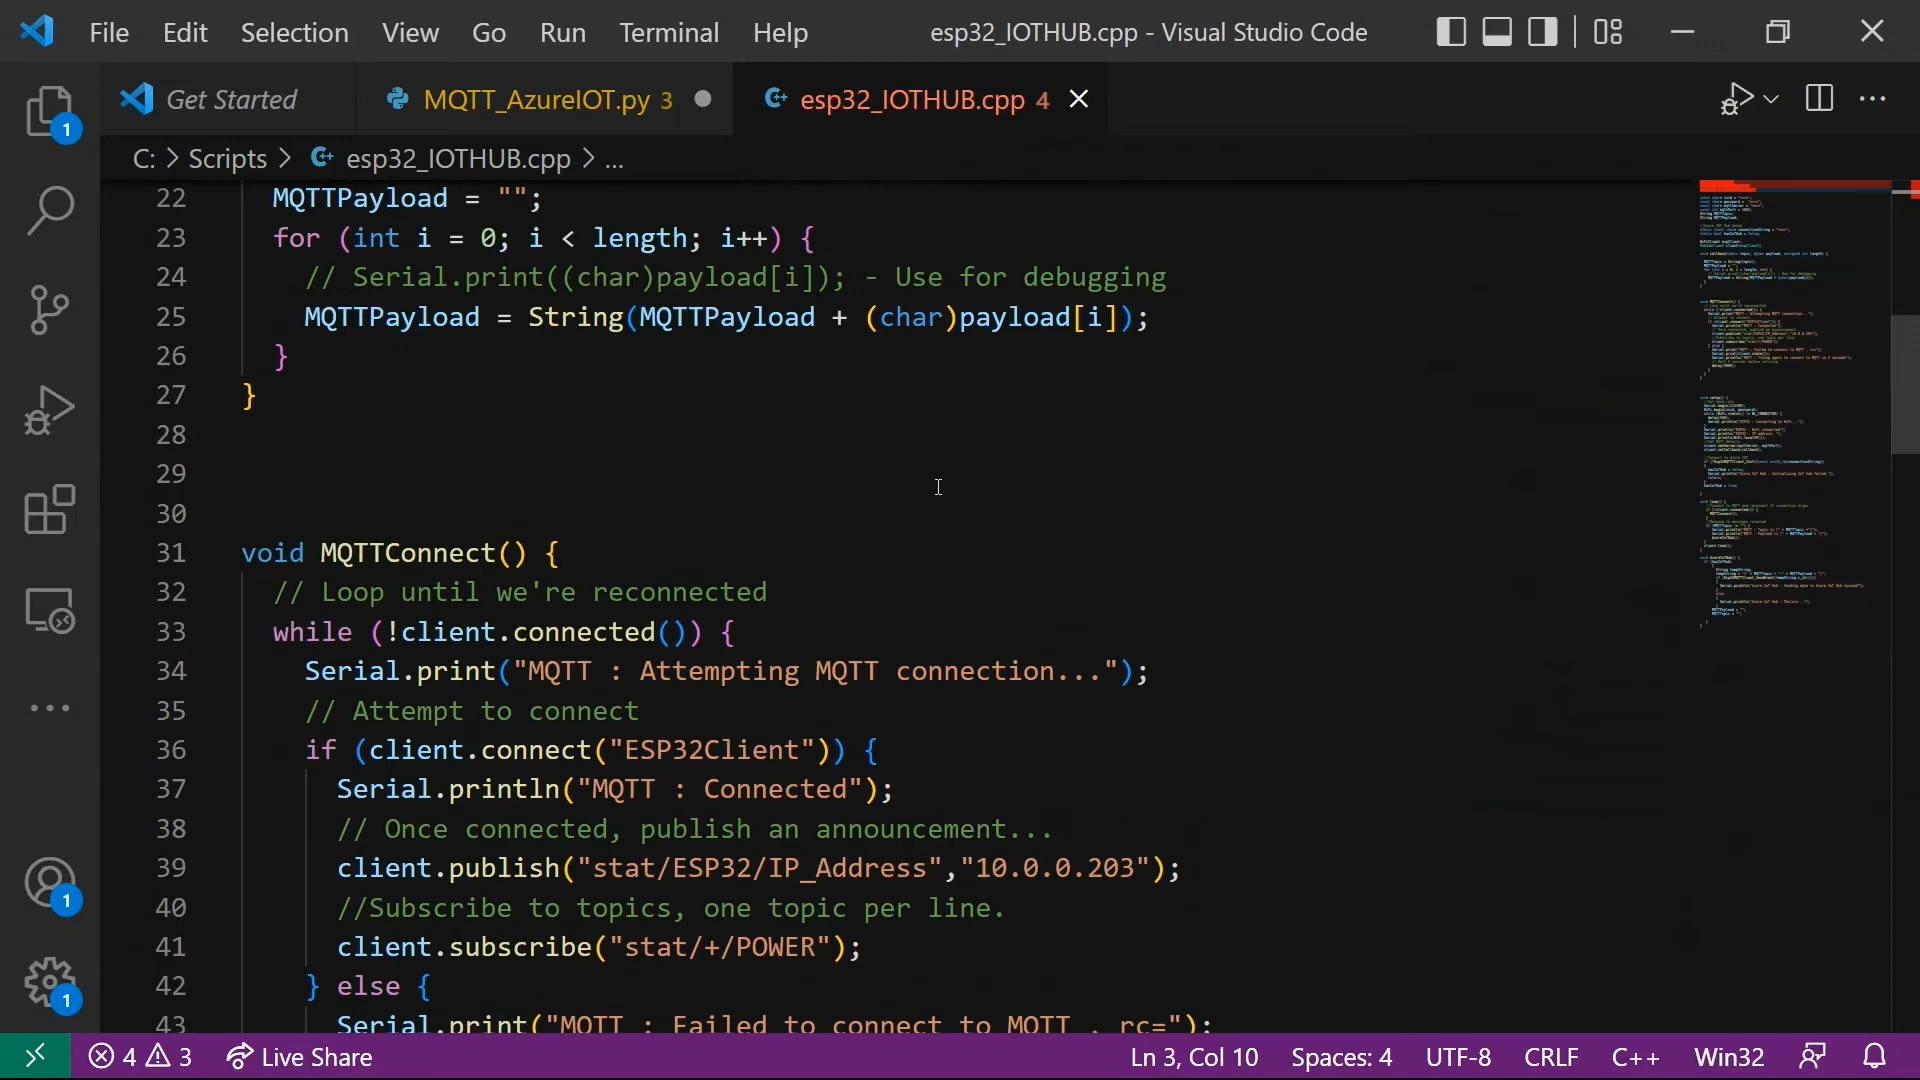 File Edit Selection View Go Run Terminal Help esp32_IOTHUB.cpp - Visual Studio Code
Get Started MQTT_AzureIOT.py 3 esp32_IOTHUB.cpp 4
C: > Scripts > esp32_IOTHUB.cpp > ...
22 MQTTPayload = "";
23 for (int i = 0; i < length; i++) {
24 // Serial.print((char)payload[i]); - Use for debugging
25 MQTTPayload = String(MQTTPayload + (char)payload[i]);
26 }
27 }
28
29
30
31 void MQTTConnect() {
32 // Loop until we're reconnected
33 while (!client.connected()) {
34 Serial.print("MQTT : Attempting MQTT connection...");
35 // Attempt to connect
36 if (client.connect("ESP32Client")) {
37 Serial.println("MQTT : Connected");
38 // Once connected, publish an announcement...
39 client.publish("stat/ESP32/IP_Address","10.0.0.203");
40 //Subscribe to topics, one topic per line.
41 client.subscribe("stat/+/POWER");
42 } else {
43 Serial.print("MQTT : Failed to connect to MQTT , rc=");
1
1
1
4 3 Live Share Ln 3, Col 10 Spaces: 4 UTF-8 CRLF C++ Win32